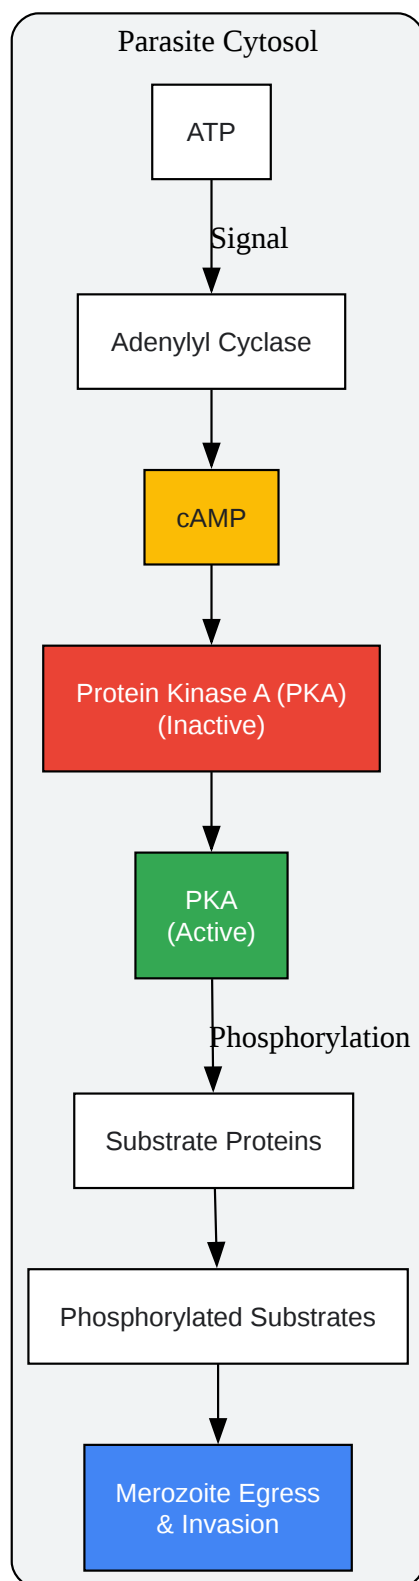 Parasite Cytosol
ATP
Signal
Adenylyl Cyclase
cAMP
Protein Kinase A (PKA)
(Inactive)
PKA
(Active)
Phosphorylation
Substrate Proteins
Phosphorylated Substrates
Merozoite Egress
& Invasion